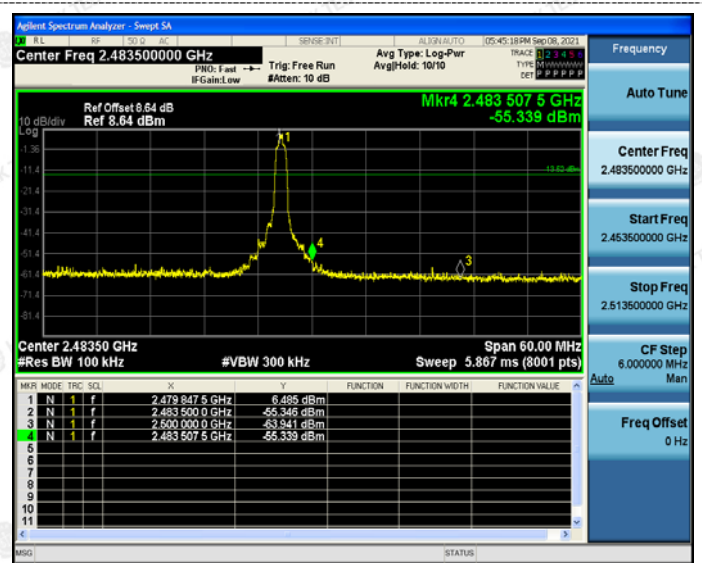 Agilent Spectrum Analyzer - Swept SA
RL RF 50 Ω AC SENSE:INT ALIGN AUTO 05:45:18 PM Sep 08, 2021
Center Freq 2.483500000 GHz
PNO: Fast
IFGain:Low
Trig: Free Run
#Atten: 10 dB
Avg Type: Log-Pwr
Avg|Hold: 10/10
TRACE 1 2 3 4 5 6
TYPE M W W W W W
DET P P P P P P
Ref Offset 8.64 dB
Ref 8.64 dBm
10 dB/div
Log
Mkr4 2.483 507 5 GHz
-55.339 dBm
-1.36
-11.4
-21.4
-31.4
-41.4
-51.4
-61.4
-71.4
-81.4
1
4
3
Center 2.48350 GHz
Span 60.00 MHz
#Res BW 100 kHz
#VBW 300 kHz
Sweep 5.867 ms (8001 pts)
MKR MODE TRC SCL X Y FUNCTION FUNCTION WIDTH FUNCTION VALUE
1 N 1 f 2.479 847 5 GHz 6.485 dBm
2 N 1 f 2.483 500 0 GHz -55.346 dBm
3 N 1 f 2.500 000 0 GHz -63.941 dBm
4 N 1 f 2.483 507 5 GHz -55.339 dBm
5
6
7
8
9
10
11
MSG
STATUS
Frequency
Auto Tune
Center Freq
2.483500000 GHz
Start Freq
2.453500000 GHz
Stop Freq
2.513500000 GHz
CF Step
6.000000 MHz
Auto Man
Freq Offset
0 Hz